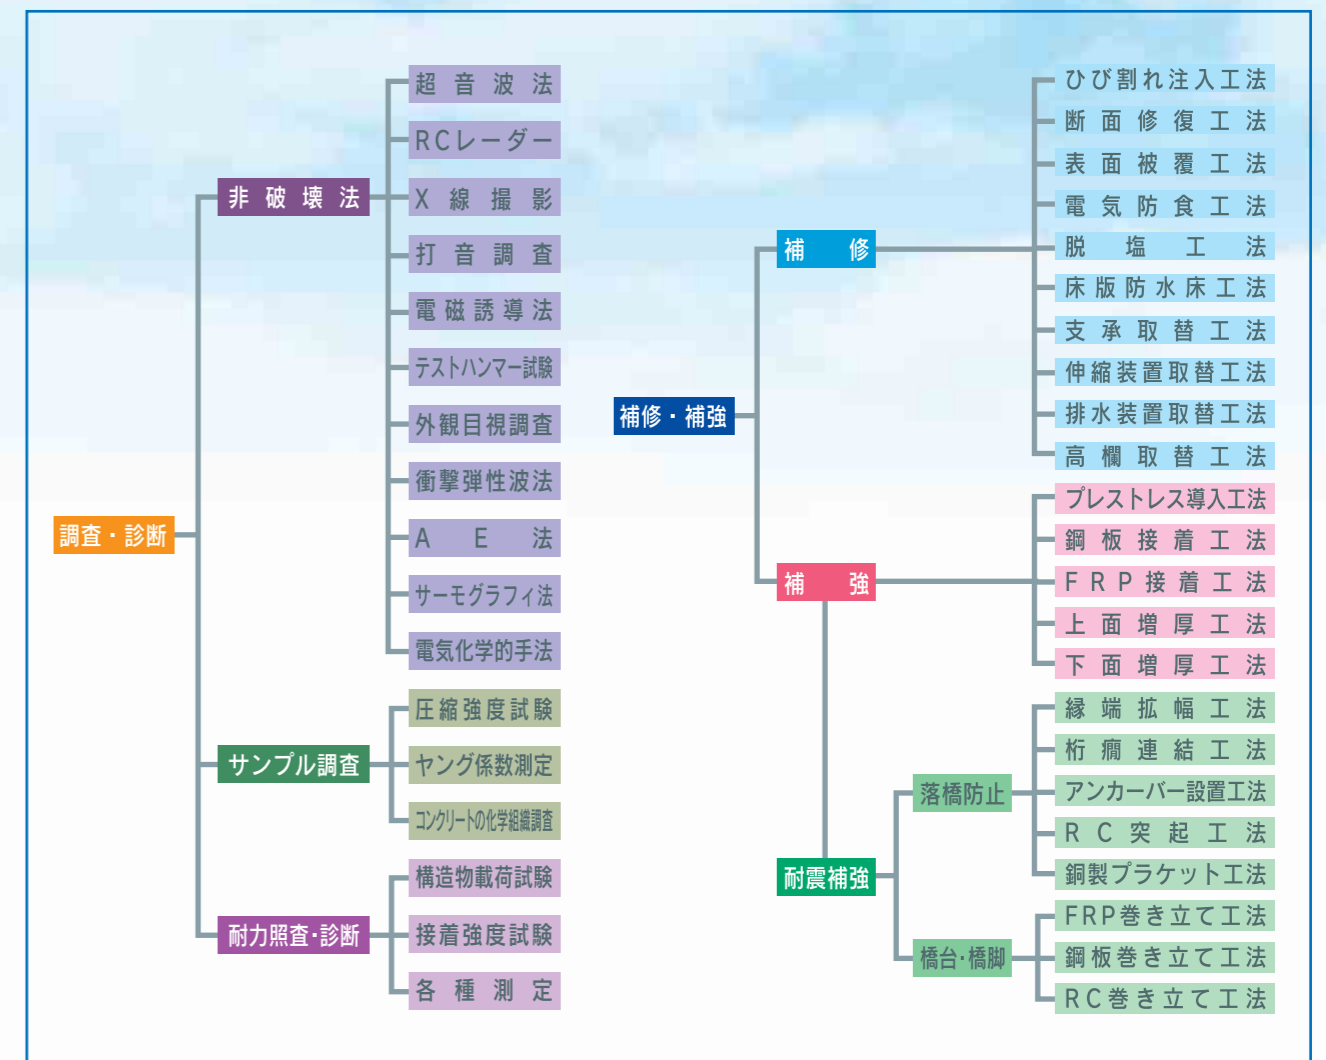 調査・診断
非破壊法
超音波法
RCレーダー
X線撮影
打音調査
電磁誘導法
テストハンマー試験
外観目視調査
衝撃弾性波法
AE法
サーモグラフィ法
電気化学的手法
サンプル調査
圧縮強度試験
ヤング係数測定
コンクリートの化学組織調査
耐力照査・診断
構造物載荷試験
接着強度試験
各種測定
補修・補強
補修
ひび割れ注入工法
断面修復工法
表面被覆工法
電気防食工法
脱塩工法
床版防水床工法
支承取替工法
伸縮装置取替工法
排水装置取替工法
高欄取替工法
補強
プレストレス導入工法
鋼板接着工法
FRP接着工法
上面増厚工法
下面増厚工法
耐震補強
落橋防止
縁端拡幅工法
桁癇連結工法
アンカーバー設置工法
RC突起工法
銅製プラケット工法
橋台・橋脚
FRP巻き立て工法
鋼板巻き立て工法
RC巻き立て工法